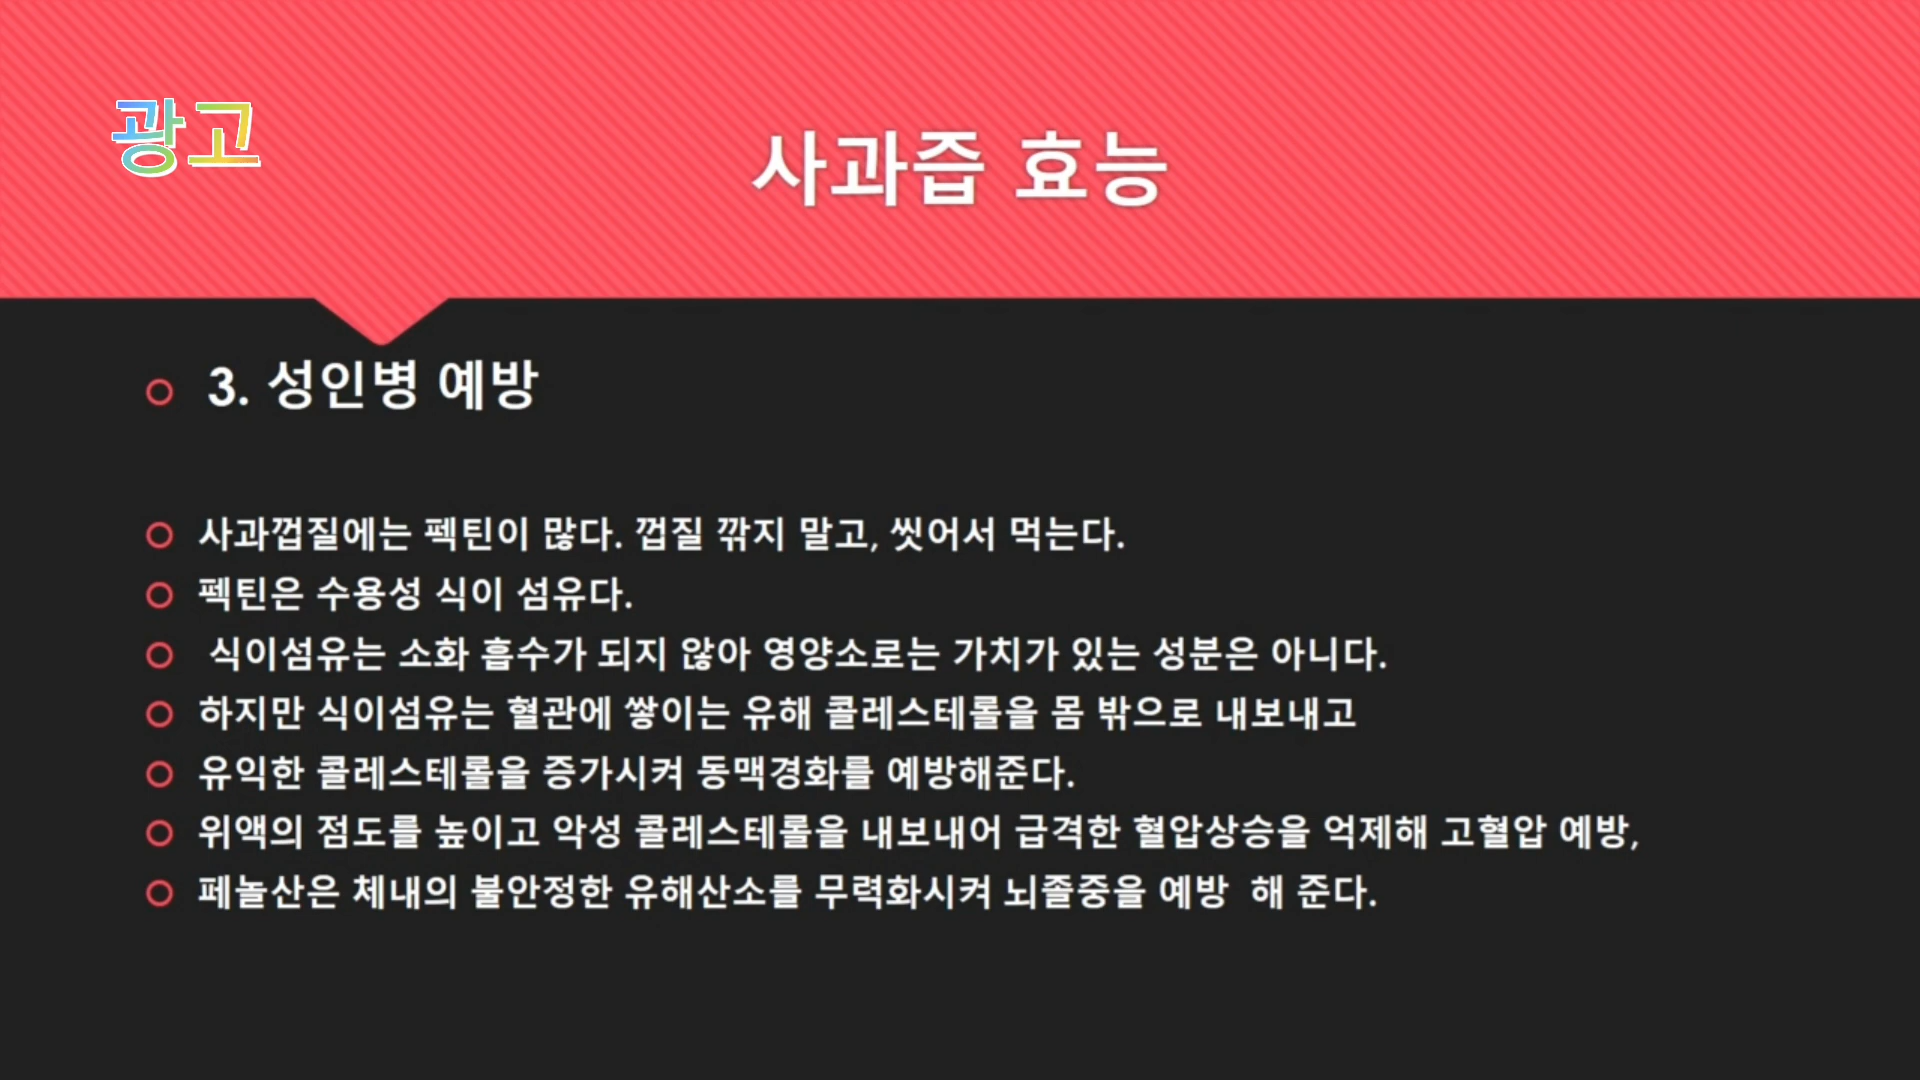 광고
사과즙 효능
3. 성인병 예방
사과껍질에는 펙틴이 많다. 껍질 깎지 말고, 씻어서 먹는다.
펙틴은 수용성 식이 섬유다.
식이섬유는 소화 흡수가 되지 않아 영양소로는 가치가 있는 성분은 아니다.
하지만 식이섬유는 혈관에 쌓이는 유해 콜레스테롤을 몸 밖으로 내보내고
유익한 콜레스테롤을 증가시켜 동맥경화를 예방해준다.
위액의 점도를 높이고 악성 콜레스테롤을 내보내어 급격한 혈압상승을 억제해 고혈압 예방,
페놀산은 체내의 불안정한 유해산소를 무력화시켜 뇌졸중을 예방 해 준다.